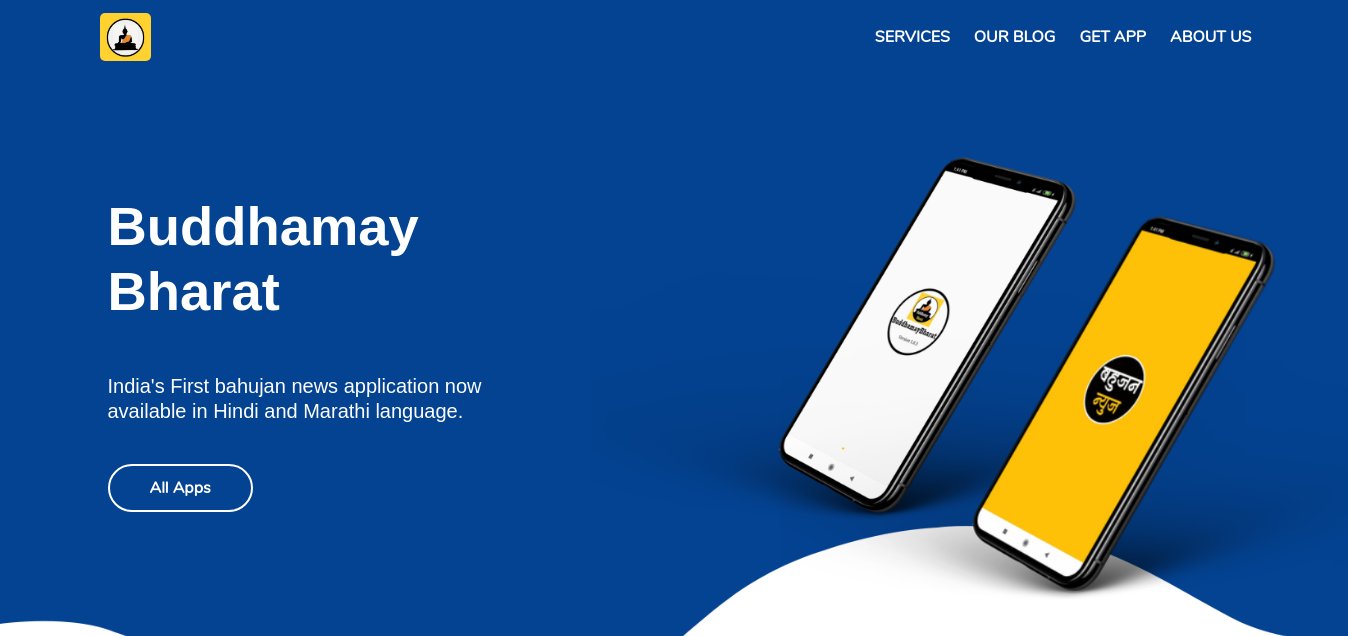 SERVICES
OUR BLOG
GET APP
ABOUT US
Buddhamay
Bharat
India's First bahujan news application now
available in Hindi and Marathi language.
All Apps
BuddhamayBharat
बहुजन
न्युज